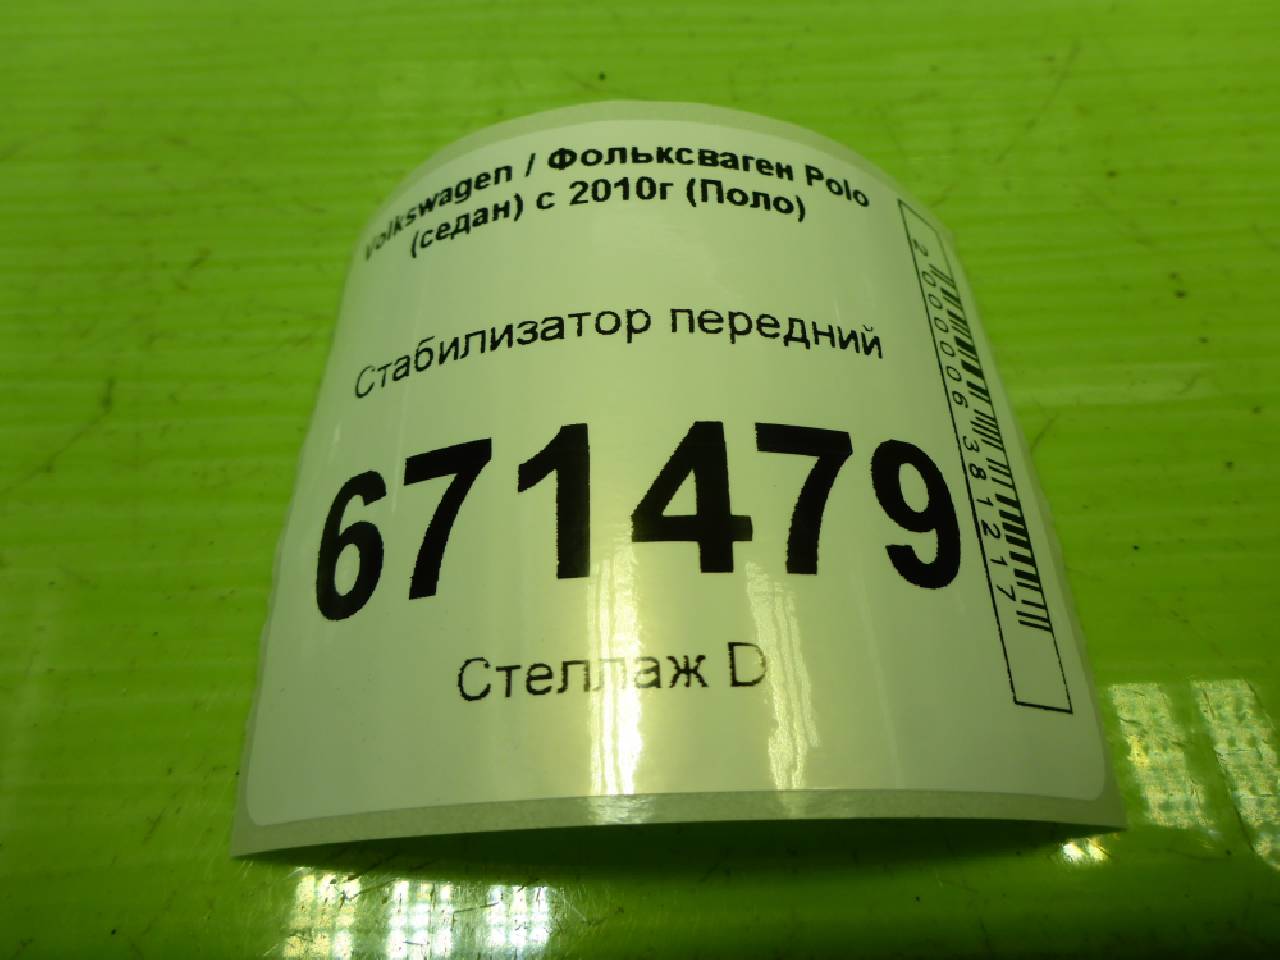 Volkswagen / Фольксваген Polo
(седан) с 2010г (Поло)
Стабилизатор передний
671479
Стеллаж D
2000006381217